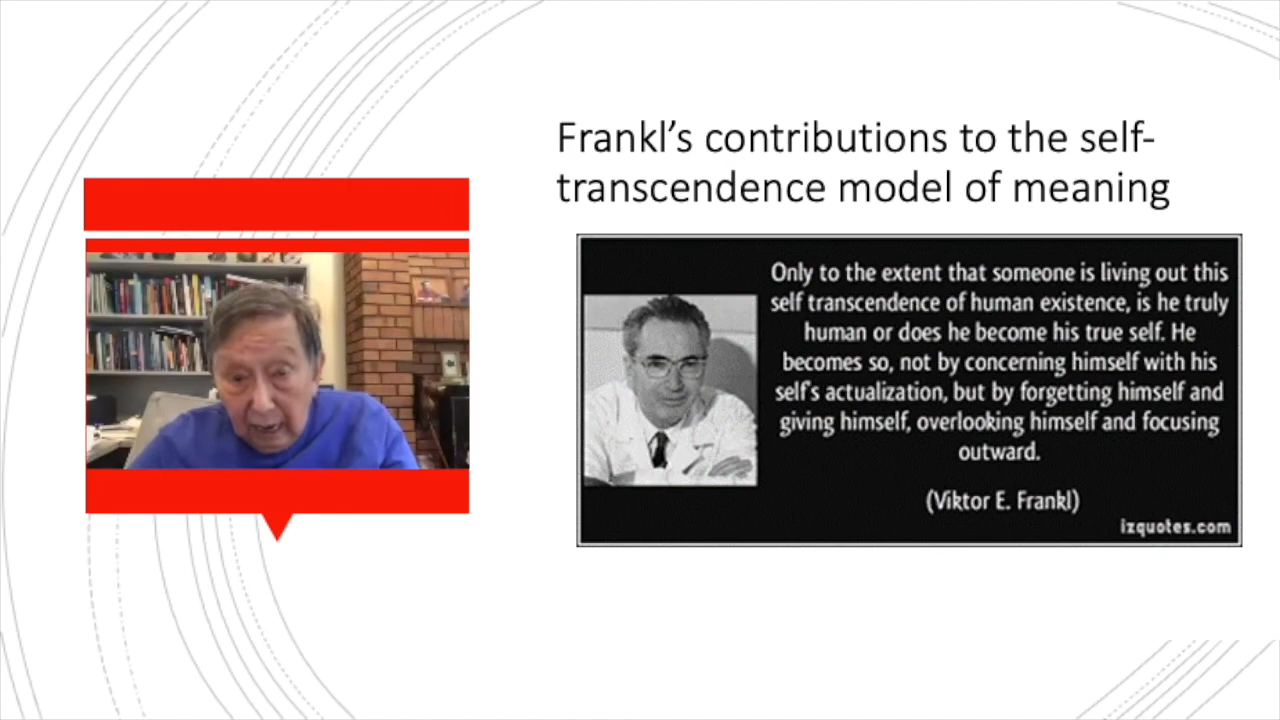 Frankl’s contributions to the self-
transcendence model of meaning
Only to the extent that someone is living out this
self transcendence of human existence, is he truly
human or does he become his true self. He
becomes so, not by concerning himself with his
self's actualization, but by forgetting himself and
giving himself, overlooking himself and focusing
outward.
(Viktor E. Frankl)
izquotes.com